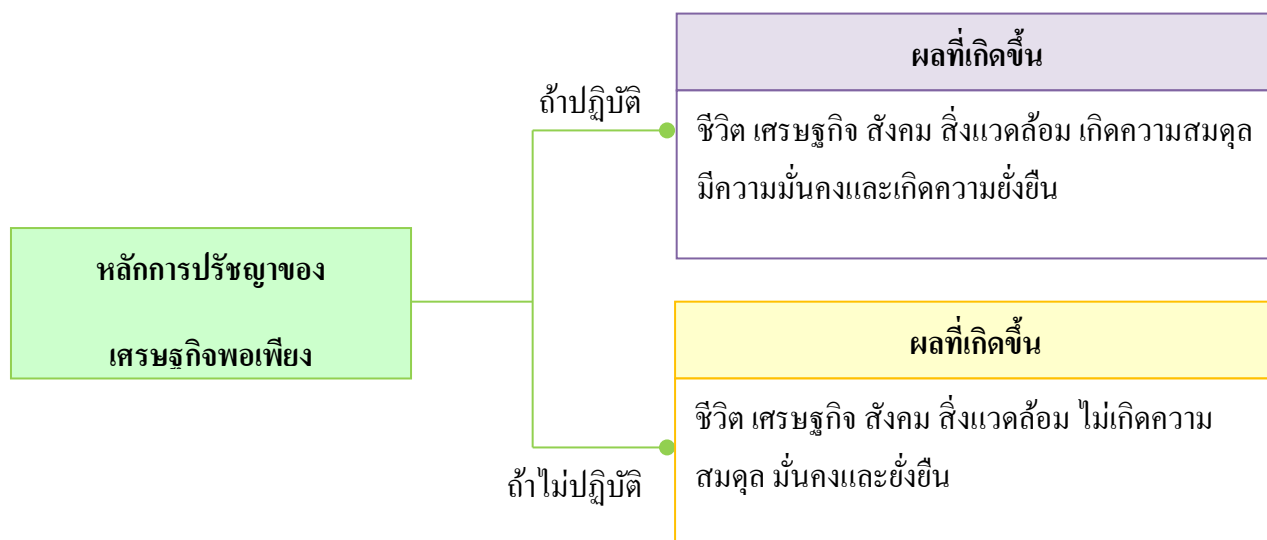 ผลที่เกิดขึ้น
ถ้าปฏิบัติ
ชีวิต เศรษฐกิจ สังคม สิ่งแวดล้อม เกิดความสมดุล
มีความมั่นคงและเกิดความยั่งยืน
หลักการปรัชญาของ
เศรษฐกิจพอเพียง
ผลที่เกิดขึ้น
ชีวิต เศรษฐกิจ สังคม สิ่งแวดล้อม ไม่เกิดความ
สมดุล มั่นคงและยั่งยืน
ถ้าไม่ปฏิบัติ